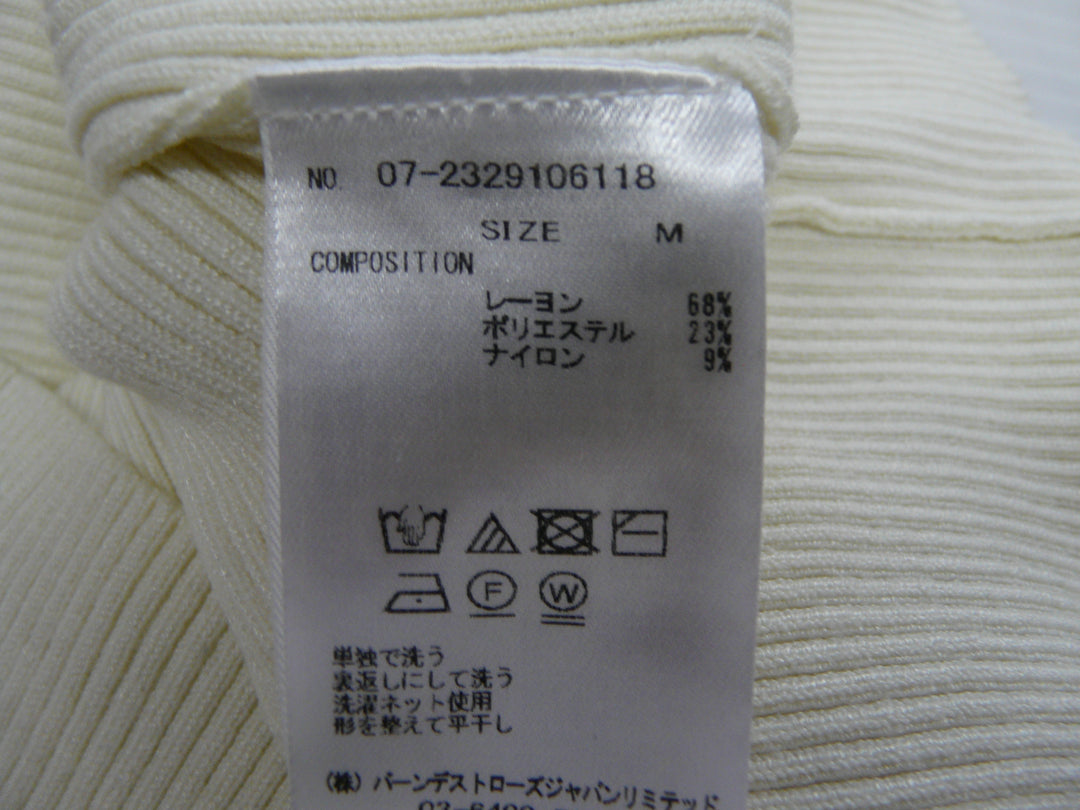 NO. 07-2329106118
SIZE M
COMPOSITION
レーヨン 68%
ポリエステル 23%
ナイロン 9%
F W
単独で洗う
裏返しにして洗う
洗濯ネット使用
形を整えて平干し
(株) バーンデストローズジャパンリミテッド